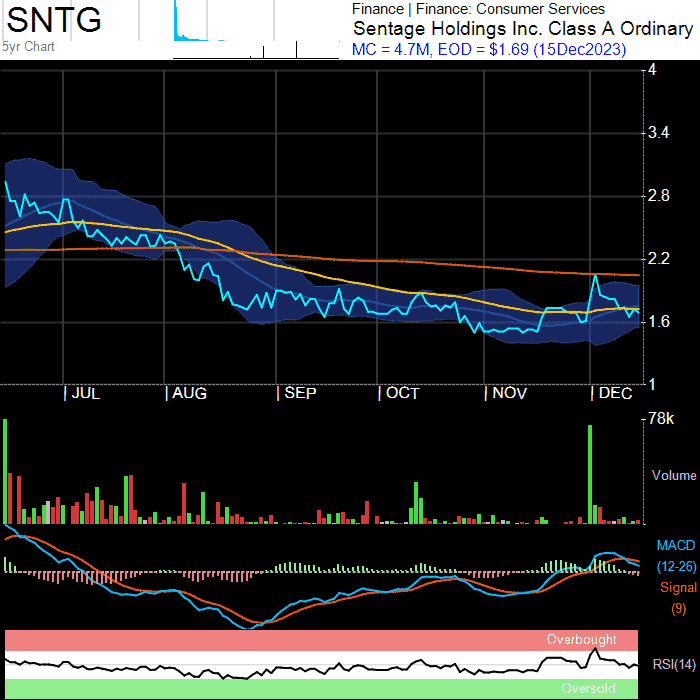 SNTG
5yr Chart
Finance | Finance: Consumer Services
Sentage Holdings Inc. Class A Ordinary
MC = 4.7M, EOD = $1.69 (15Dec2023)
4
3.4
2.8
2.2
1.6
1
| JUL | AUG | SEP | OCT | NOV | DEC
78k
Volume
MACD
(12-26)
Signal
(9)
Overbought
RSI(14)
Oversold